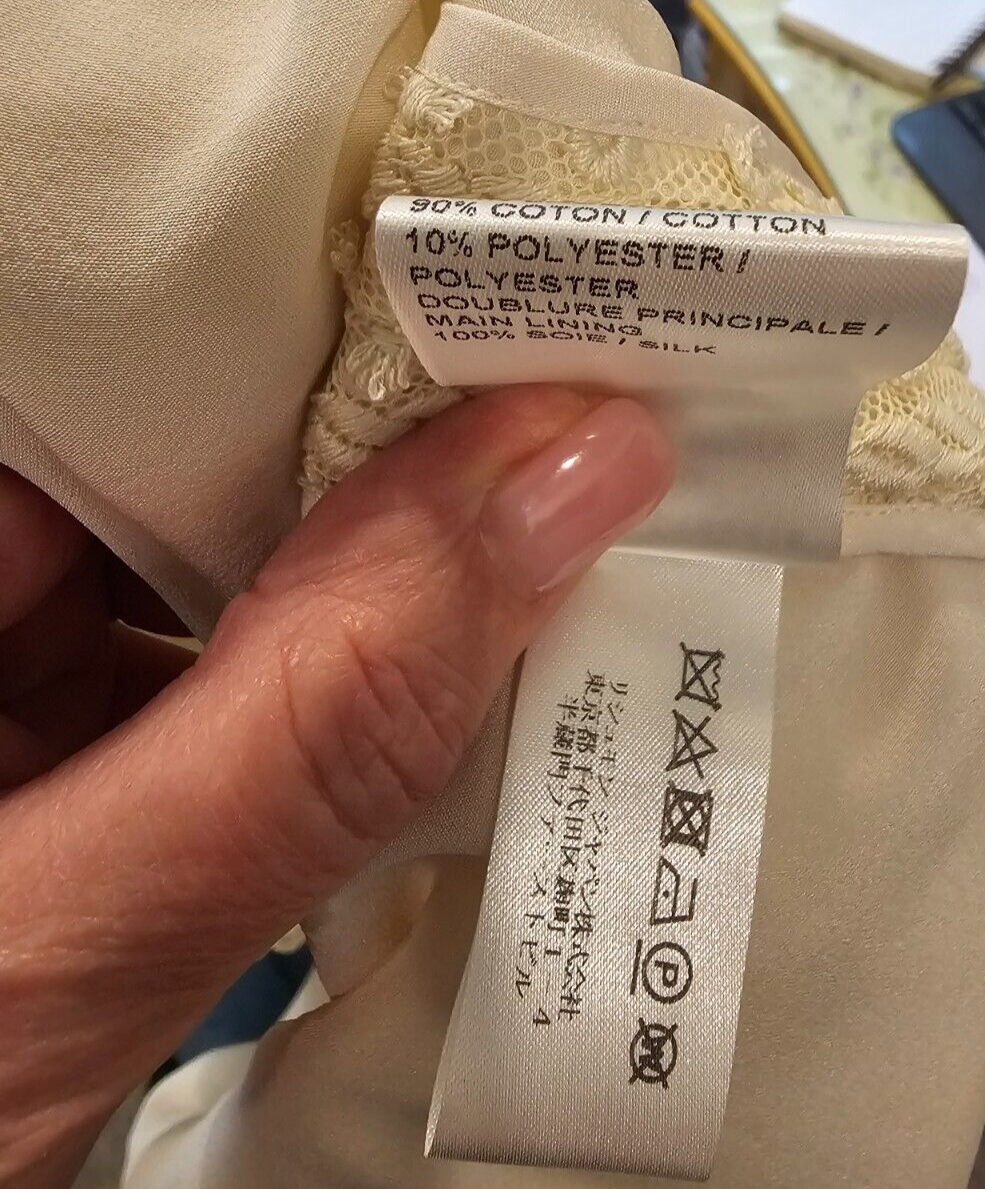 90% COTON / COTTON
10% POLYESTER /
POLYESTER
DOUBLURE PRINCIPALE /
MAIN LINING
100% SOIE / SILK
リシュモンジャパン株式会社
東京都千代田区麹町1-4
半蔵門ファーストビル
P
W